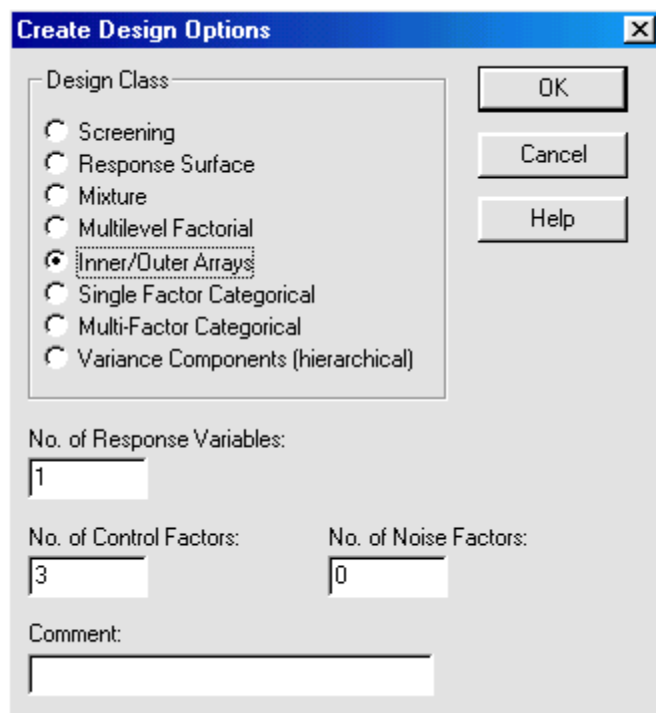 Create Design Options
Design Class
Screening
Response Surface
Mixture
Multilevel Factorial
Inner/Outer Arrays
Single Factor Categorical
Multi-Factor Categorical
Variance Components (hierarchical)
OK
Cancel
Help
No. of Response Variables:
1
No. of Control Factors:
3
No. of Noise Factors:
0
Comment: